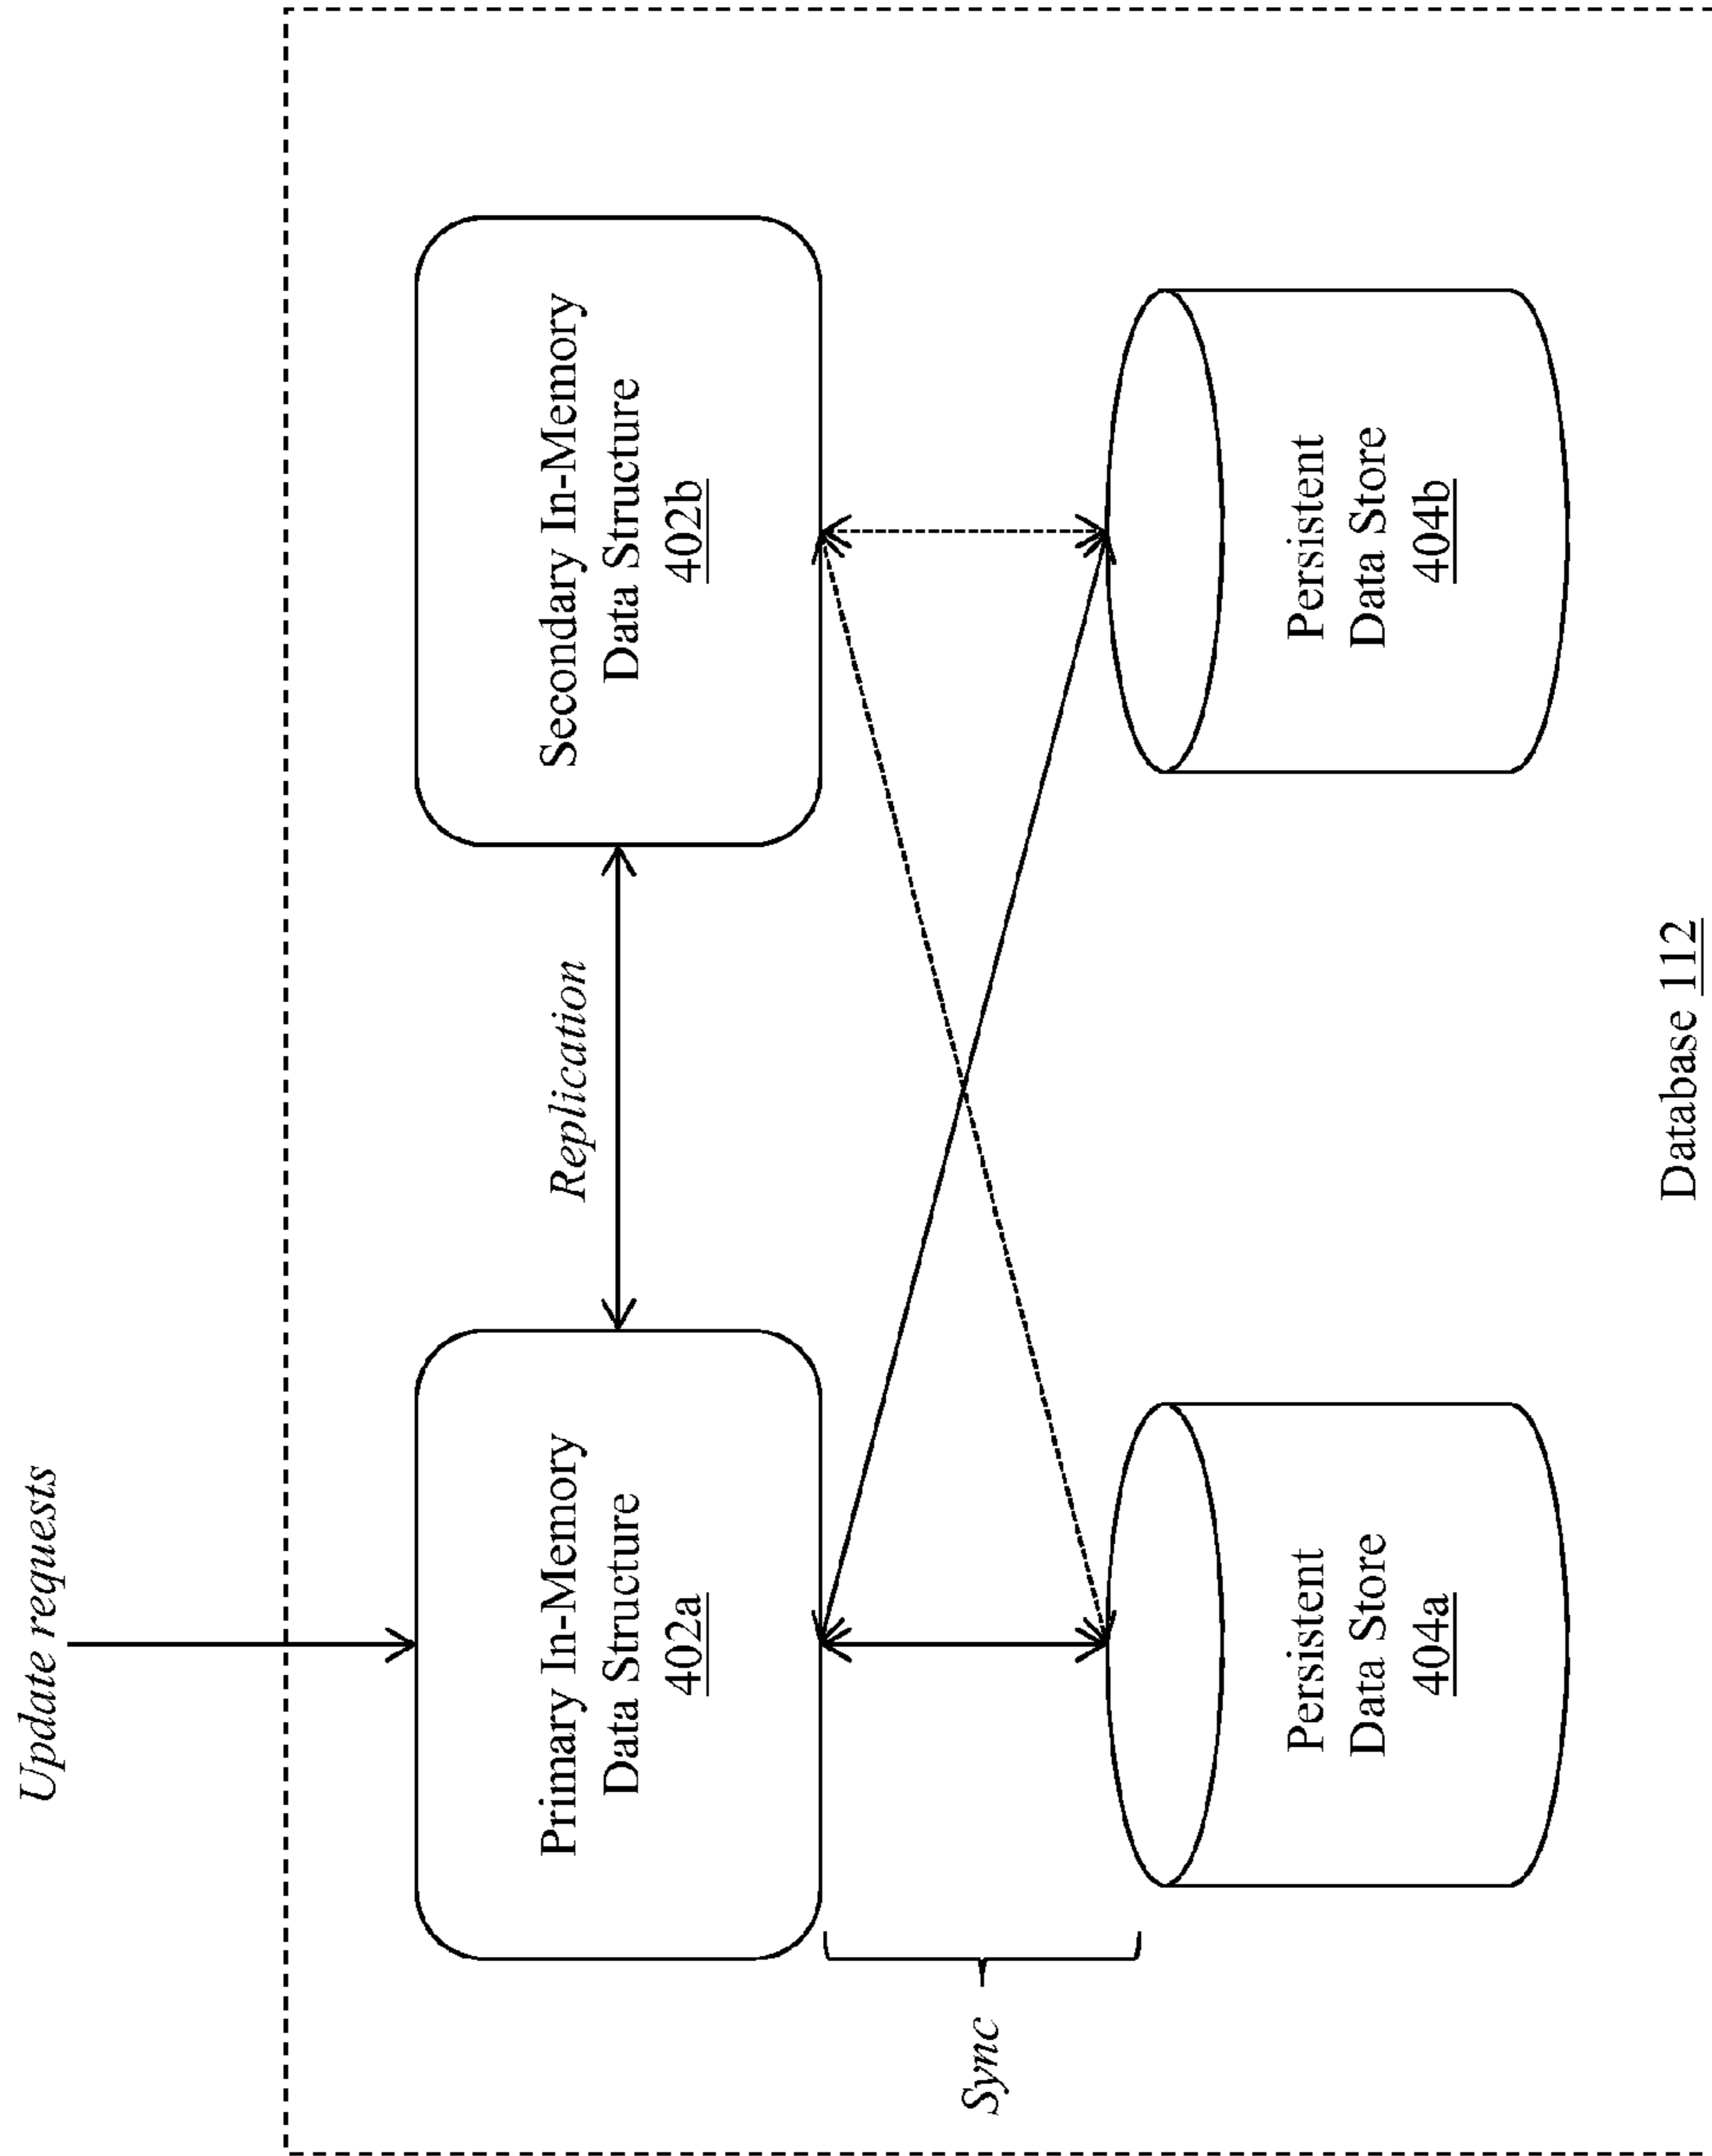 Update requests
Primary In-Memory
Data Structure
402a
Replication
Secondary In-Memory
Data Structure
402b
Sync
Persistent
Data Store
404a
Persistent
Data Store
404b
Database 112